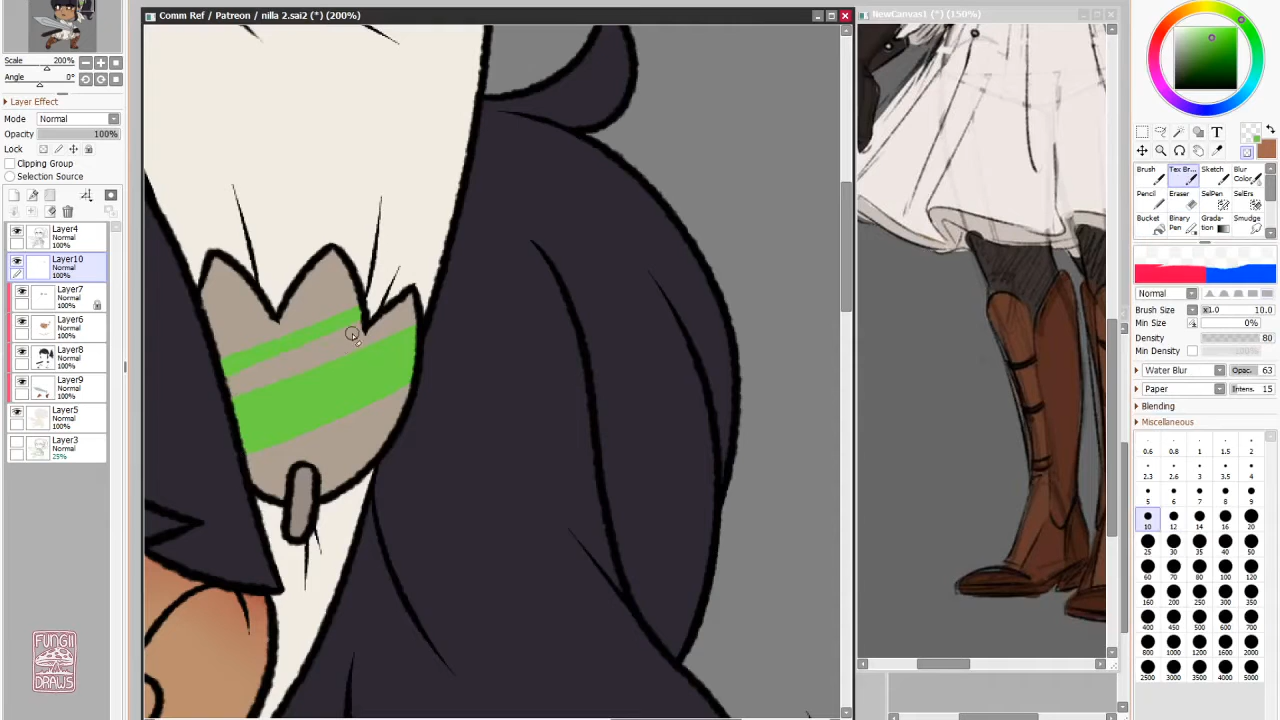 Comm Ref / Patreon / nilla 2.sai2 (*) (200%)
NewCanvas1 (*) (150%)
Scale 200%
Angle 0°
Layer Effect
Mode Normal
Opacity 100%
Lock
Clipping Group
Selection Source
Layer4
Normal
100%
Layer10
Normal
100%
Layer7
Normal
100%
Layer6
Normal
100%
Layer8
Normal
100%
Layer9
Normal
100%
Layer5
Normal
100%
Layer3
Normal
25%
FUNGII
DRAWS
T
Brush Tex Br... Sketch Blur Color...
Pencil Eraser SelPen SelErs
Bucket Binary Pen Grada-tion Smudge
Normal
Brush Size x1.0 10.0
Min Size 0%
Density 80
Min Density 100%
Water Blur Opac. 63
Paper Intens. 15
Blending
Miscellaneous
0.6 0.8 1 1.5 2
2.3 2.6 3 3.5 4
5 6 7 8 9
10 12 14 16 20
25 30 35 40 50
60 70 80 100 120
160 200 250 300 350
400 450 500 600 700
800 1000 1200 1600 2000
2500 3000 3500 4000 5000